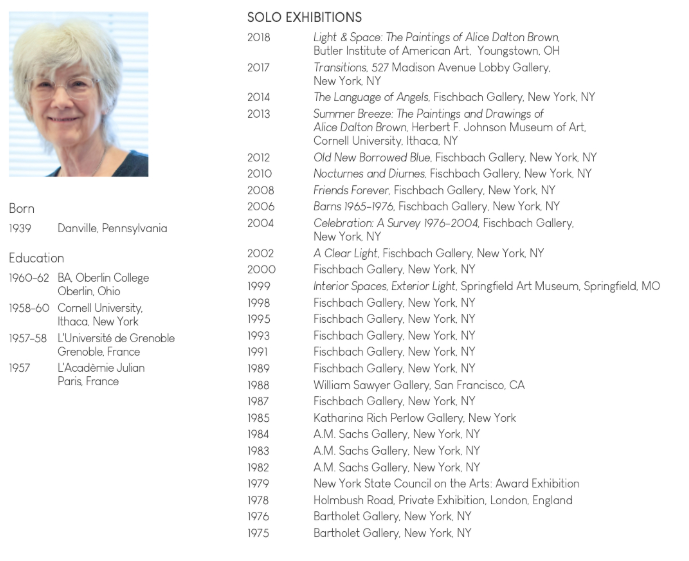 Born
1939 Danville, Pennsylvania
Education
1960-62 BA, Oberlin College
Oberlin, Ohio
1958-60 Cornell University,
Ithaca, New York
1957-58 L'Université de Grenoble
Grenoble, France
1957 L'Acadèmie Julian
Paris, France
SOLO EXHIBITIONS
2018 Light & Space: The Paintings of Alice Dalton Brown,
Butler Institute of American Art, Youngstown, OH
2017 Transitions, 527 Madison Avenue Lobby Gallery,
New York, NY
2014 The Language of Angels, Fischbach Gallery, New York, NY
2013 Summer Breeze: The Paintings and Drawings of
Alice Dalton Brown, Herbert F. Johnson Museum of Art,
Cornell University, Ithaca, NY
2012 Old New Borrowed Blue, Fischbach Gallery, New York, NY
2010 Nocturnes and Diurnes, Fischbach Gallery, New York, NY
2008 Friends Forever, Fischbach Gallery, New York, NY
2006 Barns 1965-1976, Fischbach Gallery, New York, NY
2004 Celebration: A Survey 1976-2004, Fischbach Gallery,
New York, NY
2002 A Clear Light, Fischbach Gallery, New York, NY
2000 Fischbach Gallery, New York, NY
1999 Interior Spaces, Exterior Light, Springfield Art Museum, Springfield, MO
1998 Fischbach Gallery, New York, NY
1995 Fischbach Gallery, New York, NY
1993 Fischbach Gallery, New York, NY
1991 Fischbach Gallery, New York, NY
1989 Fischbach Gallery, New York, NY
1988 William Sawyer Gallery, San Francisco, CA
1987 Fischbach Gallery, New York, NY
1985 Katharina Rich Perlow Gallery, New York
1984 A.M. Sachs Gallery, New York, NY
1983 A.M. Sachs Gallery, New York, NY
1982 A.M. Sachs Gallery, New York, NY
1979 New York State Council on the Arts: Award Exhibition
1978 Holmbush Road, Private Exhibition, London, England
1976 Bartholet Gallery, New York, NY
1975 Bartholet Gallery, New York, NY